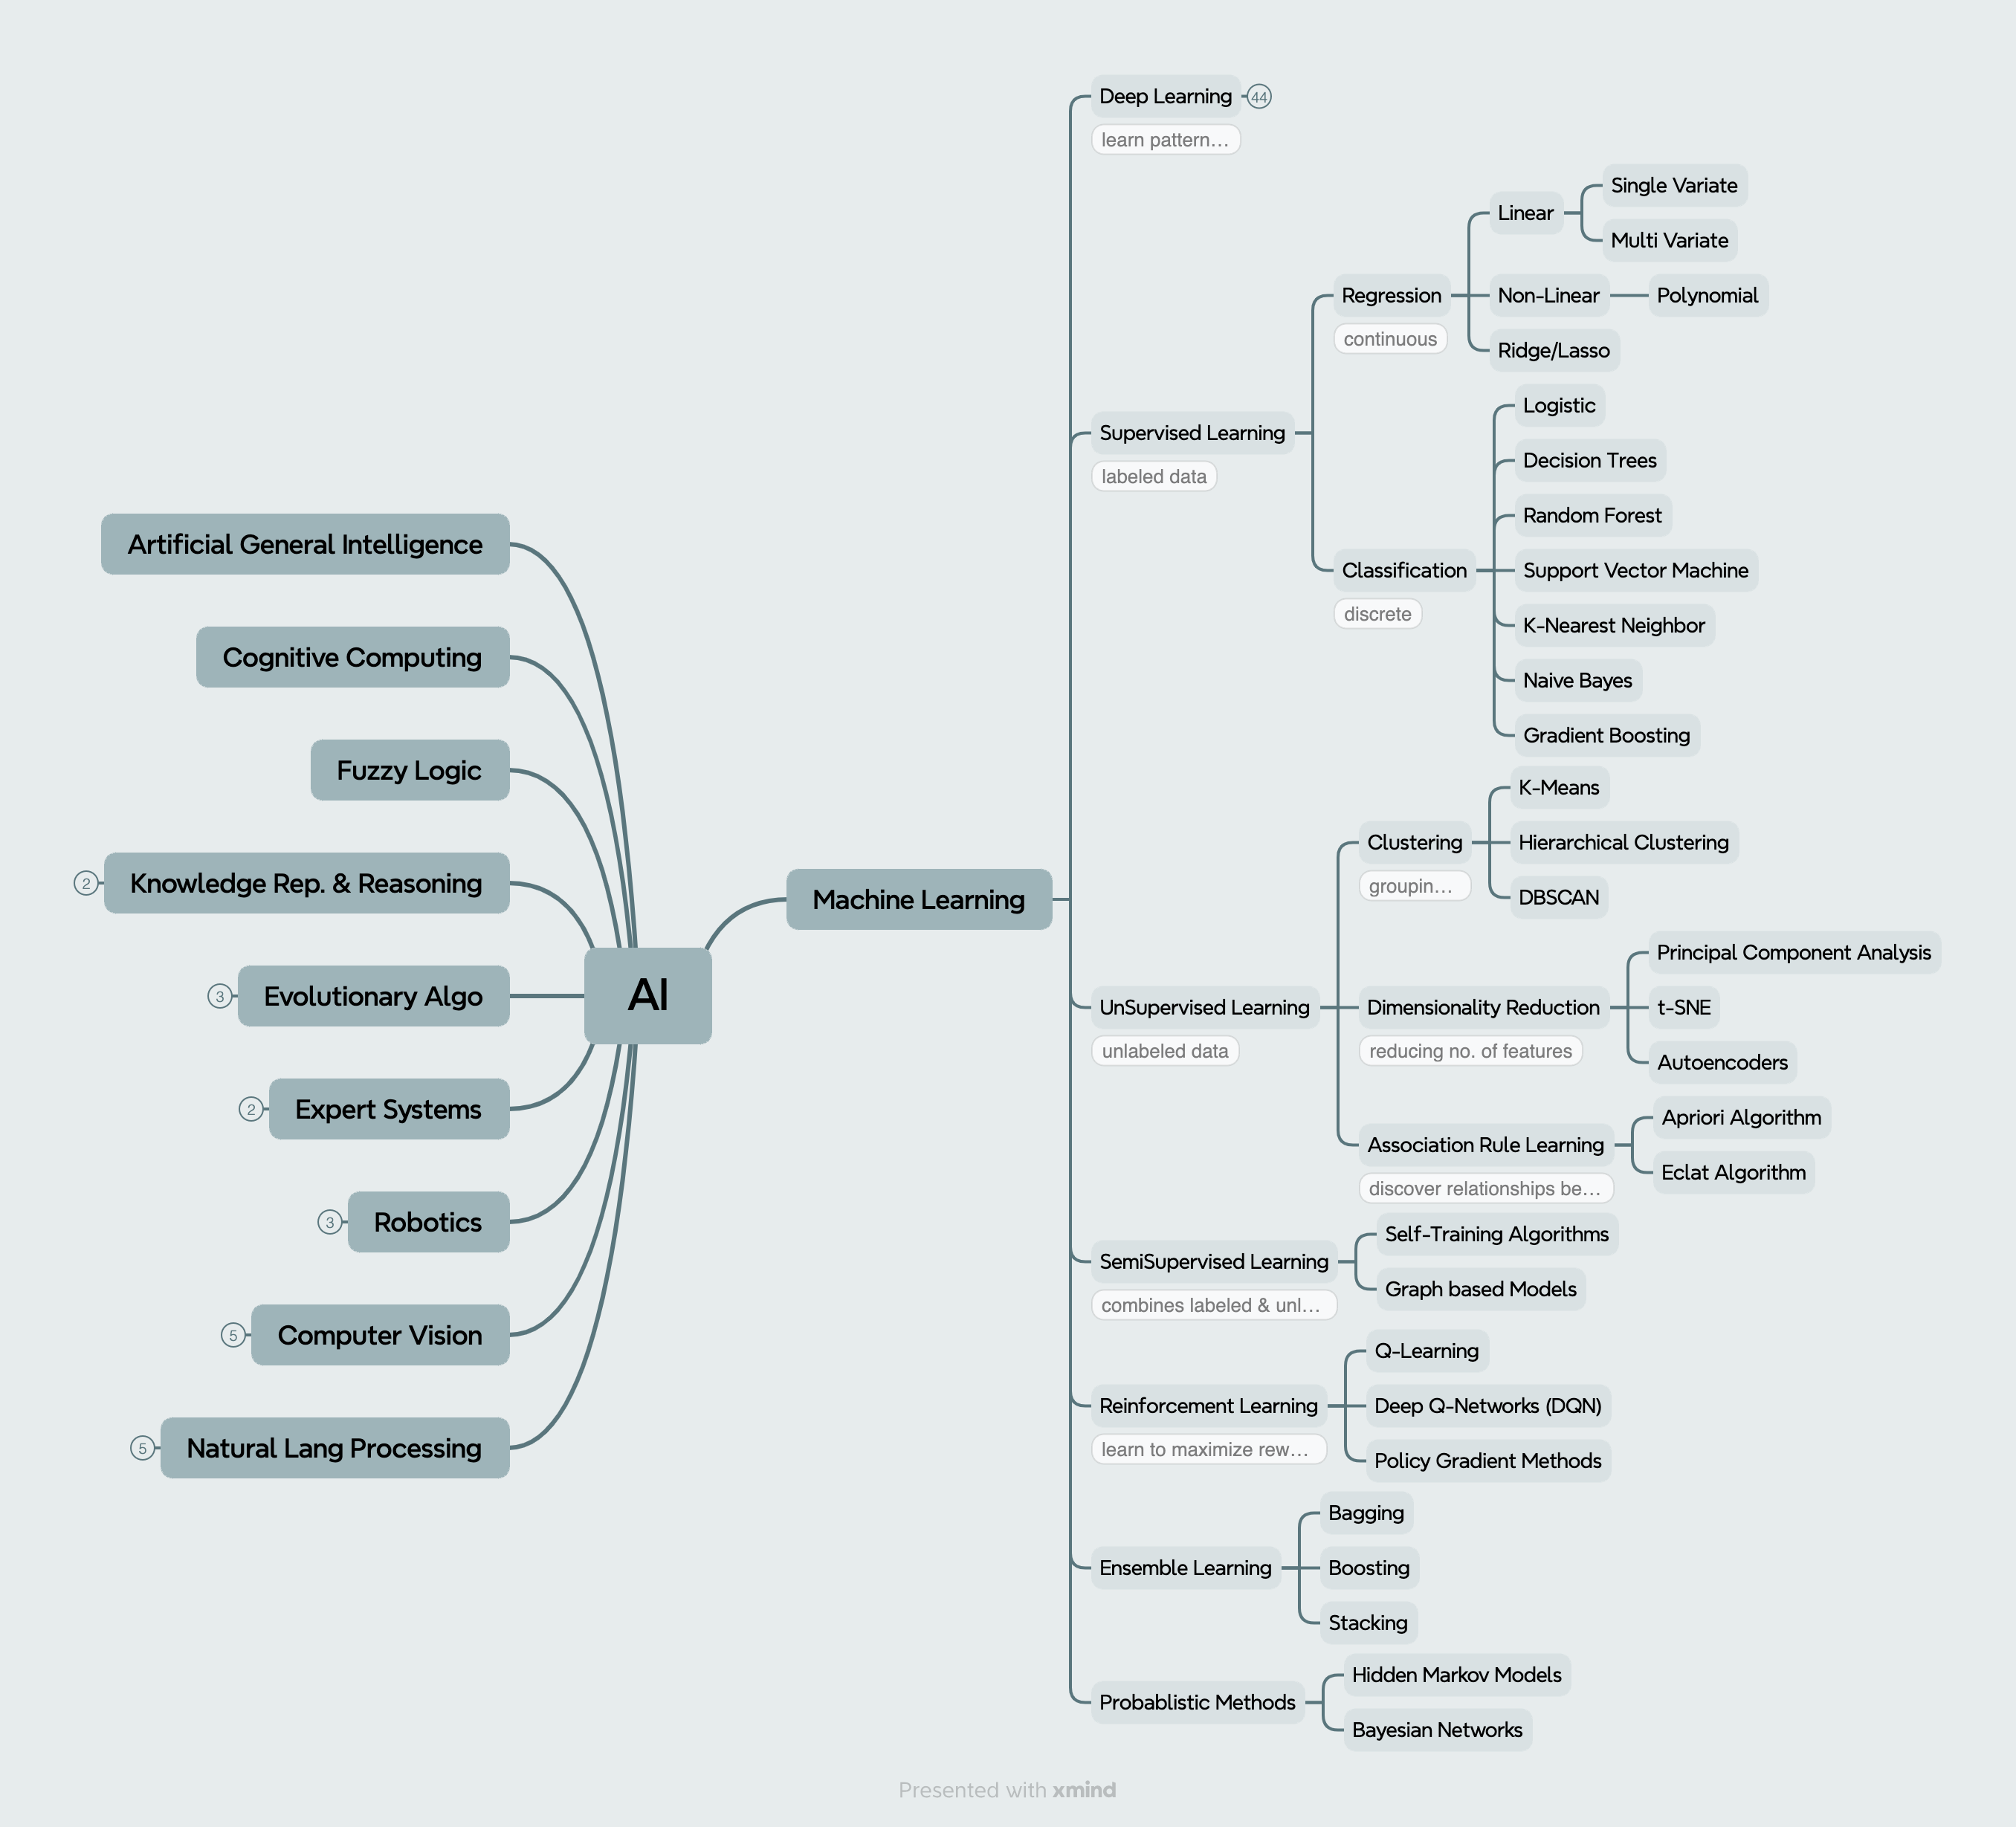 AI
Machine Learning
Deep Learning
44
learn pattern…
Supervised Learning
labeled data
Regression
continuous
Linear
Single Variate
Multi Variate
Non-Linear
Polynomial
Ridge/Lasso
Classification
discrete
Logistic
Decision Trees
Random Forest
Support Vector Machine
K-Nearest Neighbor
Naive Bayes
Gradient Boosting
UnSupervised Learning
unlabeled data
Clustering
groupin…
K-Means
Hierarchical Clustering
DBSCAN
Dimensionality Reduction
reducing no. of features
Principal Component Analysis
t-SNE
Autoencoders
Association Rule Learning
discover relationships be…
Apriori Algorithm
Eclat Algorithm
SemiSupervised Learning
combines labeled & unl…
Self-Training Algorithms
Graph based Models
Reinforcement Learning
learn to maximize rew…
Q-Learning
Deep Q-Networks (DQN)
Policy Gradient Methods
Ensemble Learning
Bagging
Boosting
Stacking
Probablistic Methods
Hidden Markov Models
Bayesian Networks
Artificial General Intelligence
Cognitive Computing
Fuzzy Logic
2
Knowledge Rep. & Reasoning
3
Evolutionary Algo
2
Expert Systems
3
Robotics
5
Computer Vision
5
Natural Lang Processing
Presented with xmind